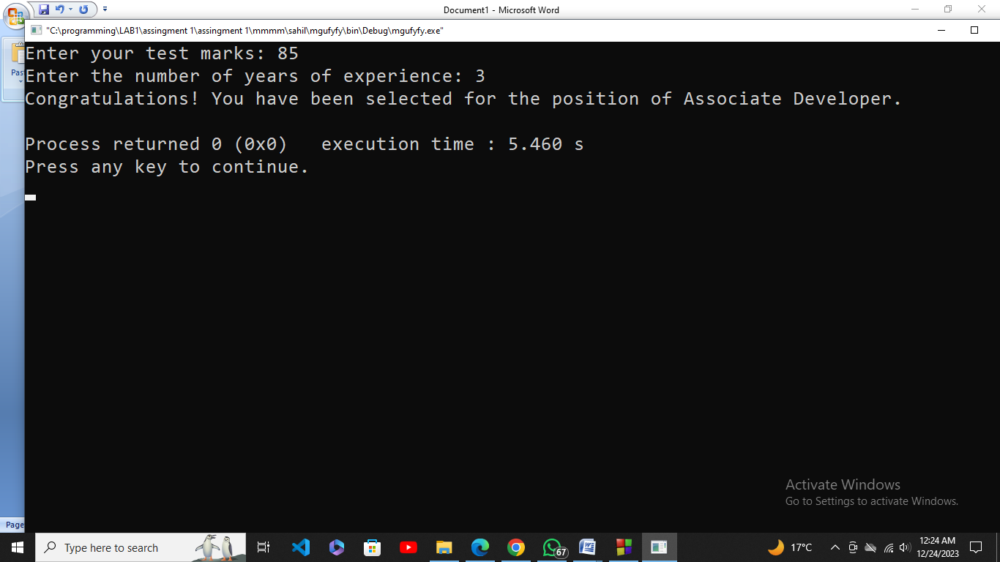 Document1 - Microsoft Word
"C:\programming\LAB1\assingment 1\assingment 1\mmmm\sahil\mgufyfy\bin\Debug\mgufyfy.exe"
Enter your test marks: 85
Past
Enter the number of years of experience: 3
Congratulations! You have been selected for the position of Associate Developer.
Process returned 0 (0x0)   execution time : 5.460 s
Press any key to continue.
Activate Windows
Go to Settings to activate Windows.
Page
Type here to search
67
17°C
12:24 AM
12/24/2023